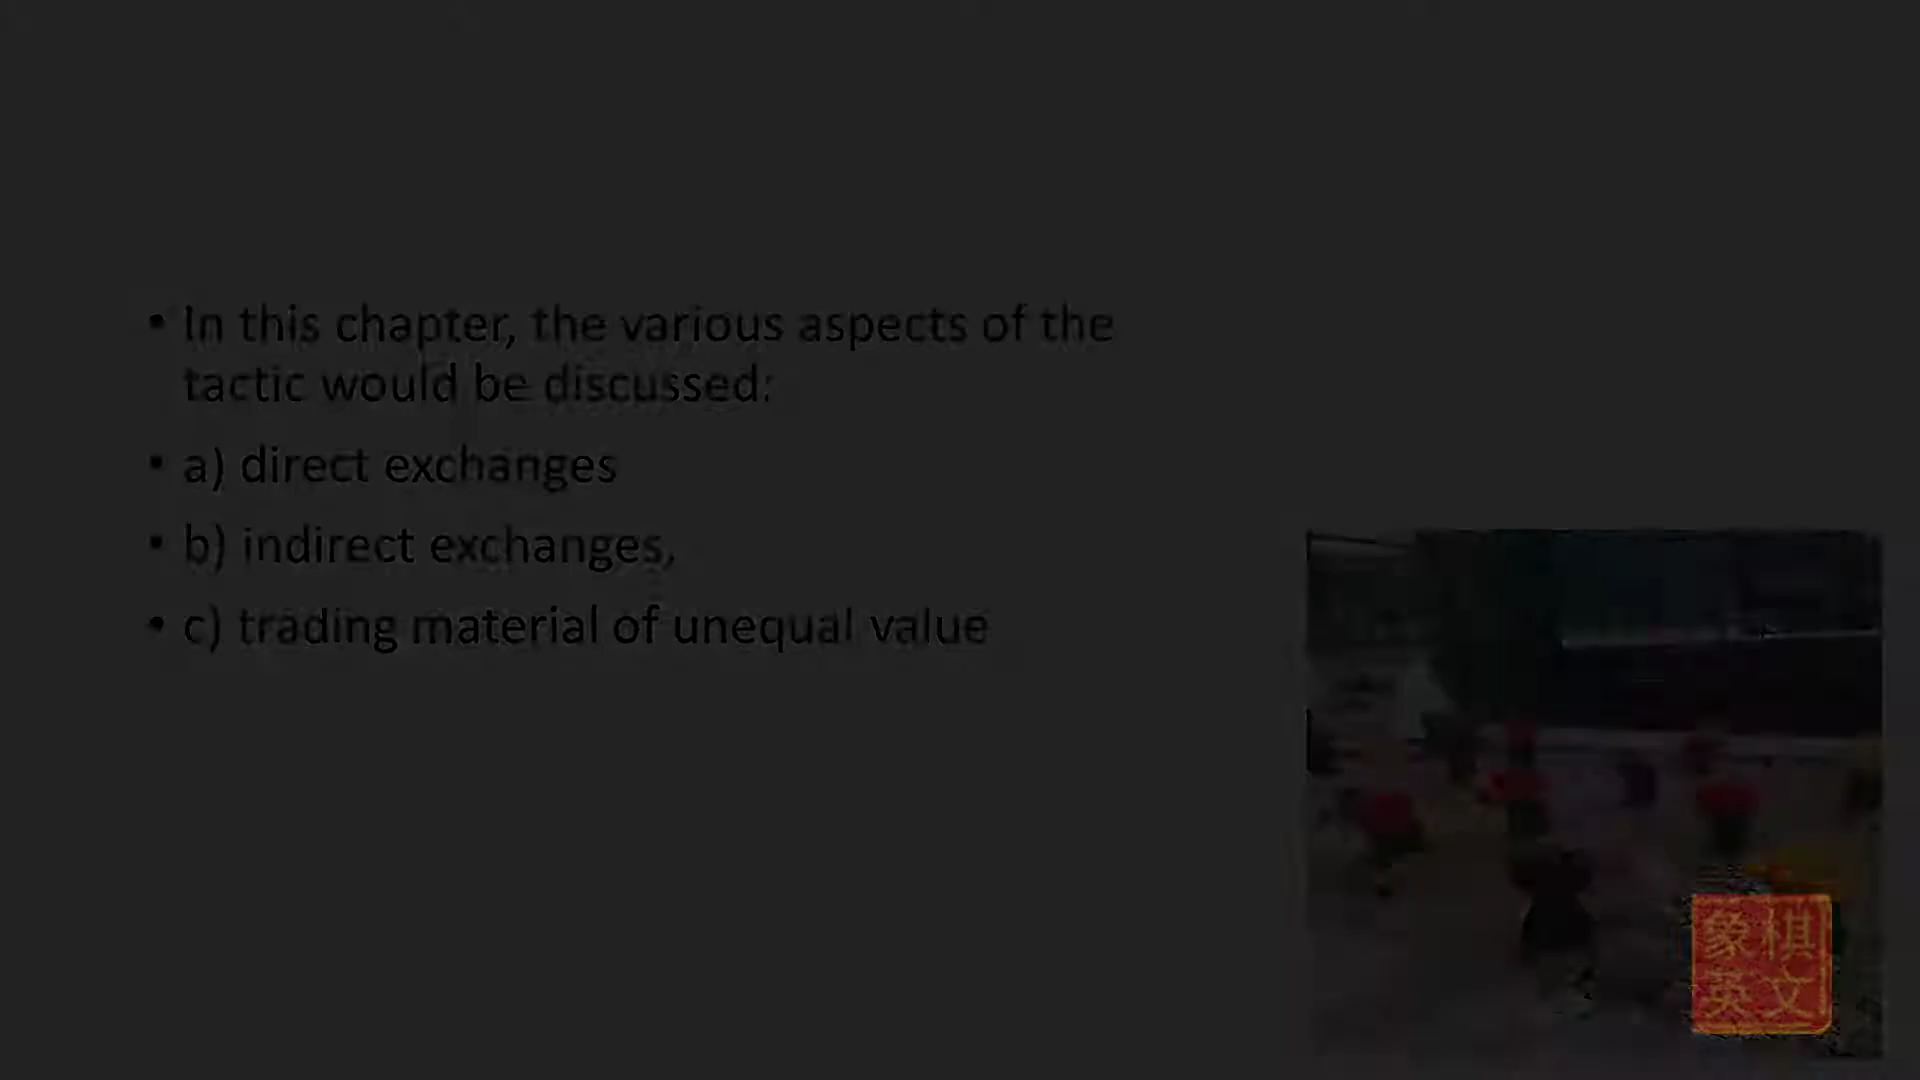 • In this chapter, the various aspects of the
tactic would be discussed:
• a) direct exchanges
• b) indirect exchanges,
• c) trading material of unequal value
象棋
英文